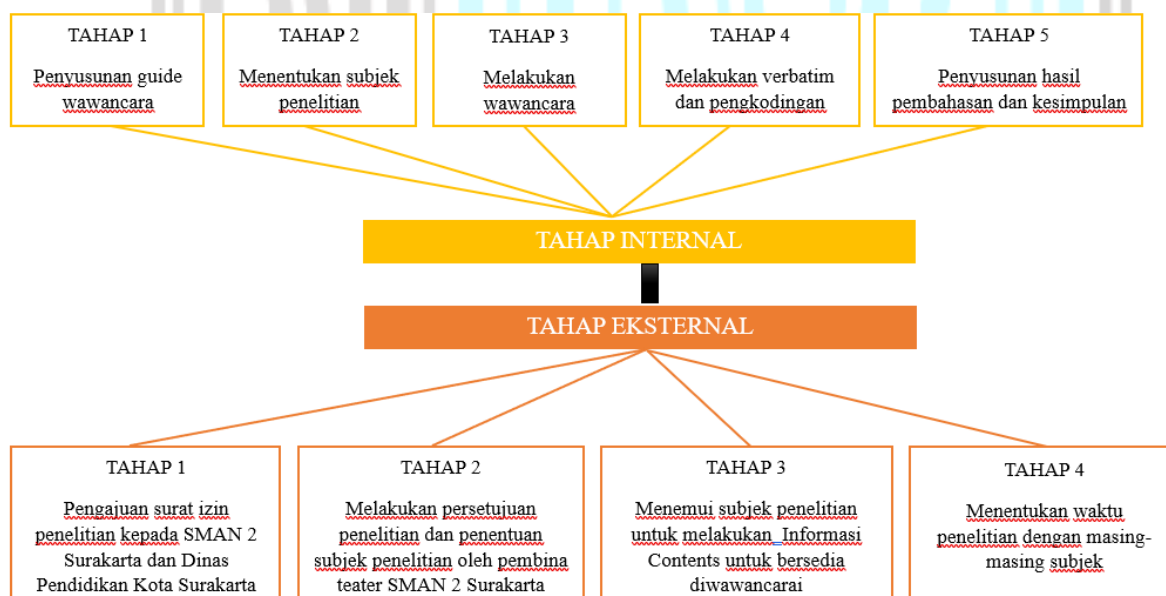 TAHAP 1
Penyusunan guide
wawancara
TAHAP 2
Menentukan subjek
penelitian
TAHAP 3
Melakukan
wawancara
TAHAP 4
Melakukan verbatim
dan pengkodingan
TAHAP 5
Penyusunan hasil
pembahasan dan kesimpulan
TAHAP INTERNAL
TAHAP EKSTERNAL
TAHAP 1
Pengajuan surat izin
penelitian kepada SMAN 2
Surakarta dan Dinas
Pendidikan Kota Surakarta
TAHAP 2
Melakukan persetujuan
penelitian dan penentuan
subjek penelitian oleh pembina
teater SMAN 2 Surakarta
TAHAP 3
Menemui subjek penelitian
untuk melakukan Informasi
Contents untuk bersedia
diwawancarai
TAHAP 4
Menentukan waktu
penelitian dengan masing-
masing subjek